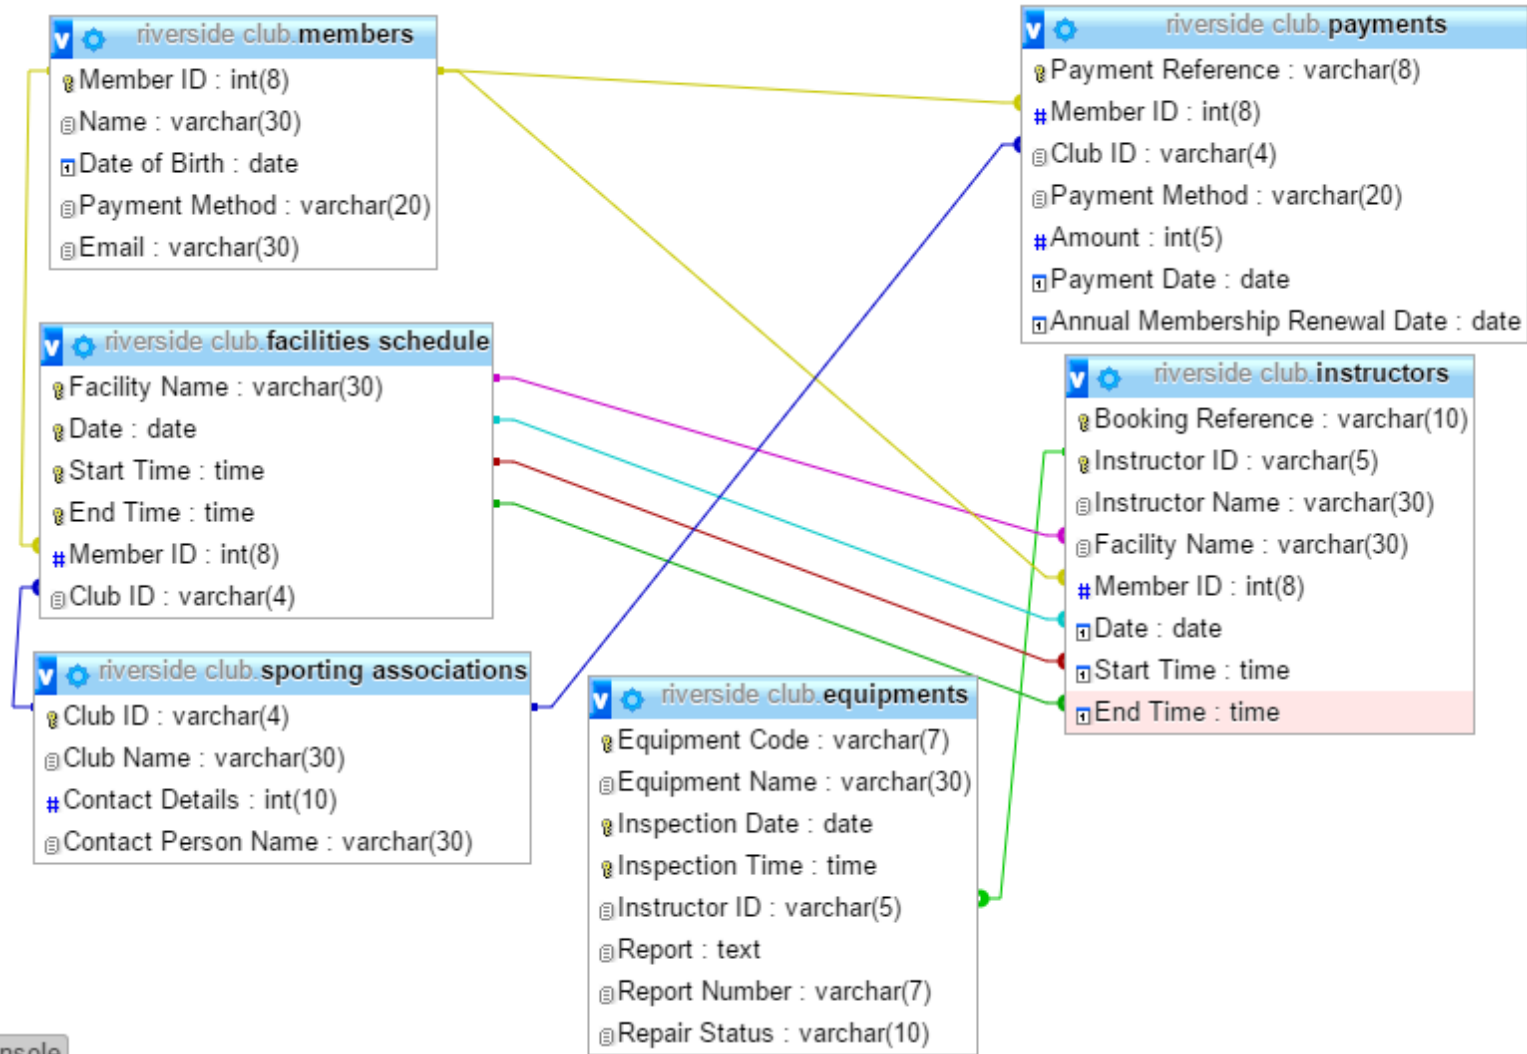 riverside club.members
Member ID : int(8)
Name : varchar(30)
Date of Birth : date
Payment Method : varchar(20)
Email : varchar(30)
riverside club.payments
Payment Reference : varchar(8)
Member ID : int(8)
Club ID : varchar(4)
Payment Method : varchar(20)
Amount : int(5)
Payment Date : date
Annual Membership Renewal Date : date
riverside club.facilities schedule
Facility Name : varchar(30)
Date : date
Start Time : time
End Time : time
Member ID : int(8)
Club ID : varchar(4)
riverside club.instructors
Booking Reference : varchar(10)
Instructor ID : varchar(5)
Instructor Name : varchar(30)
Facility Name : varchar(30)
Member ID : int(8)
Date : date
Start Time : time
End Time : time
riverside club.sporting associations
Club ID : varchar(4)
Club Name : varchar(30)
Contact Details : int(10)
Contact Person Name : varchar(30)
riverside club.equipments
Equipment Code : varchar(7)
Equipment Name : varchar(30)
Inspection Date : date
Inspection Time : time
Instructor ID : varchar(5)
Report : text
Report Number : varchar(7)
Repair Status : varchar(10)